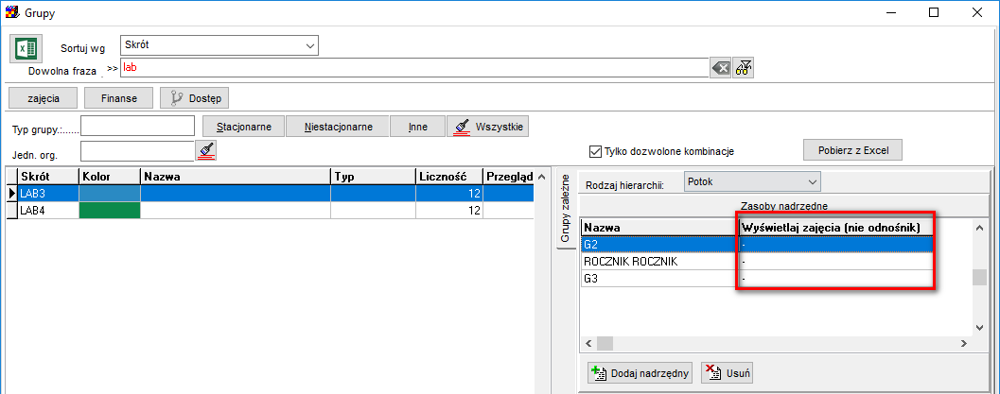 Grupy
Sortuj wg Skrót
Dowolna fraza >> lab
zajęcia Finanse Dostęp
Typ grupy.:...... Stacjonarne Niestacjonarne Inne Wszystkie
Jedn. org. Tylko dozwolone kombinacje Pobierz z Excel
Skrót Kolor Nazwa Typ Liczność Przegląd
LAB3 12
LAB4 12
Grupy zależne
Rodzaj hierarchii: Potok
Zasoby nadrzędne
Nazwa Wyświetlaj zajęcia (nie odnośnik)
G2 -
ROCZNIK ROCZNIK -
G3 -
Dodaj nadrzędny Usuń